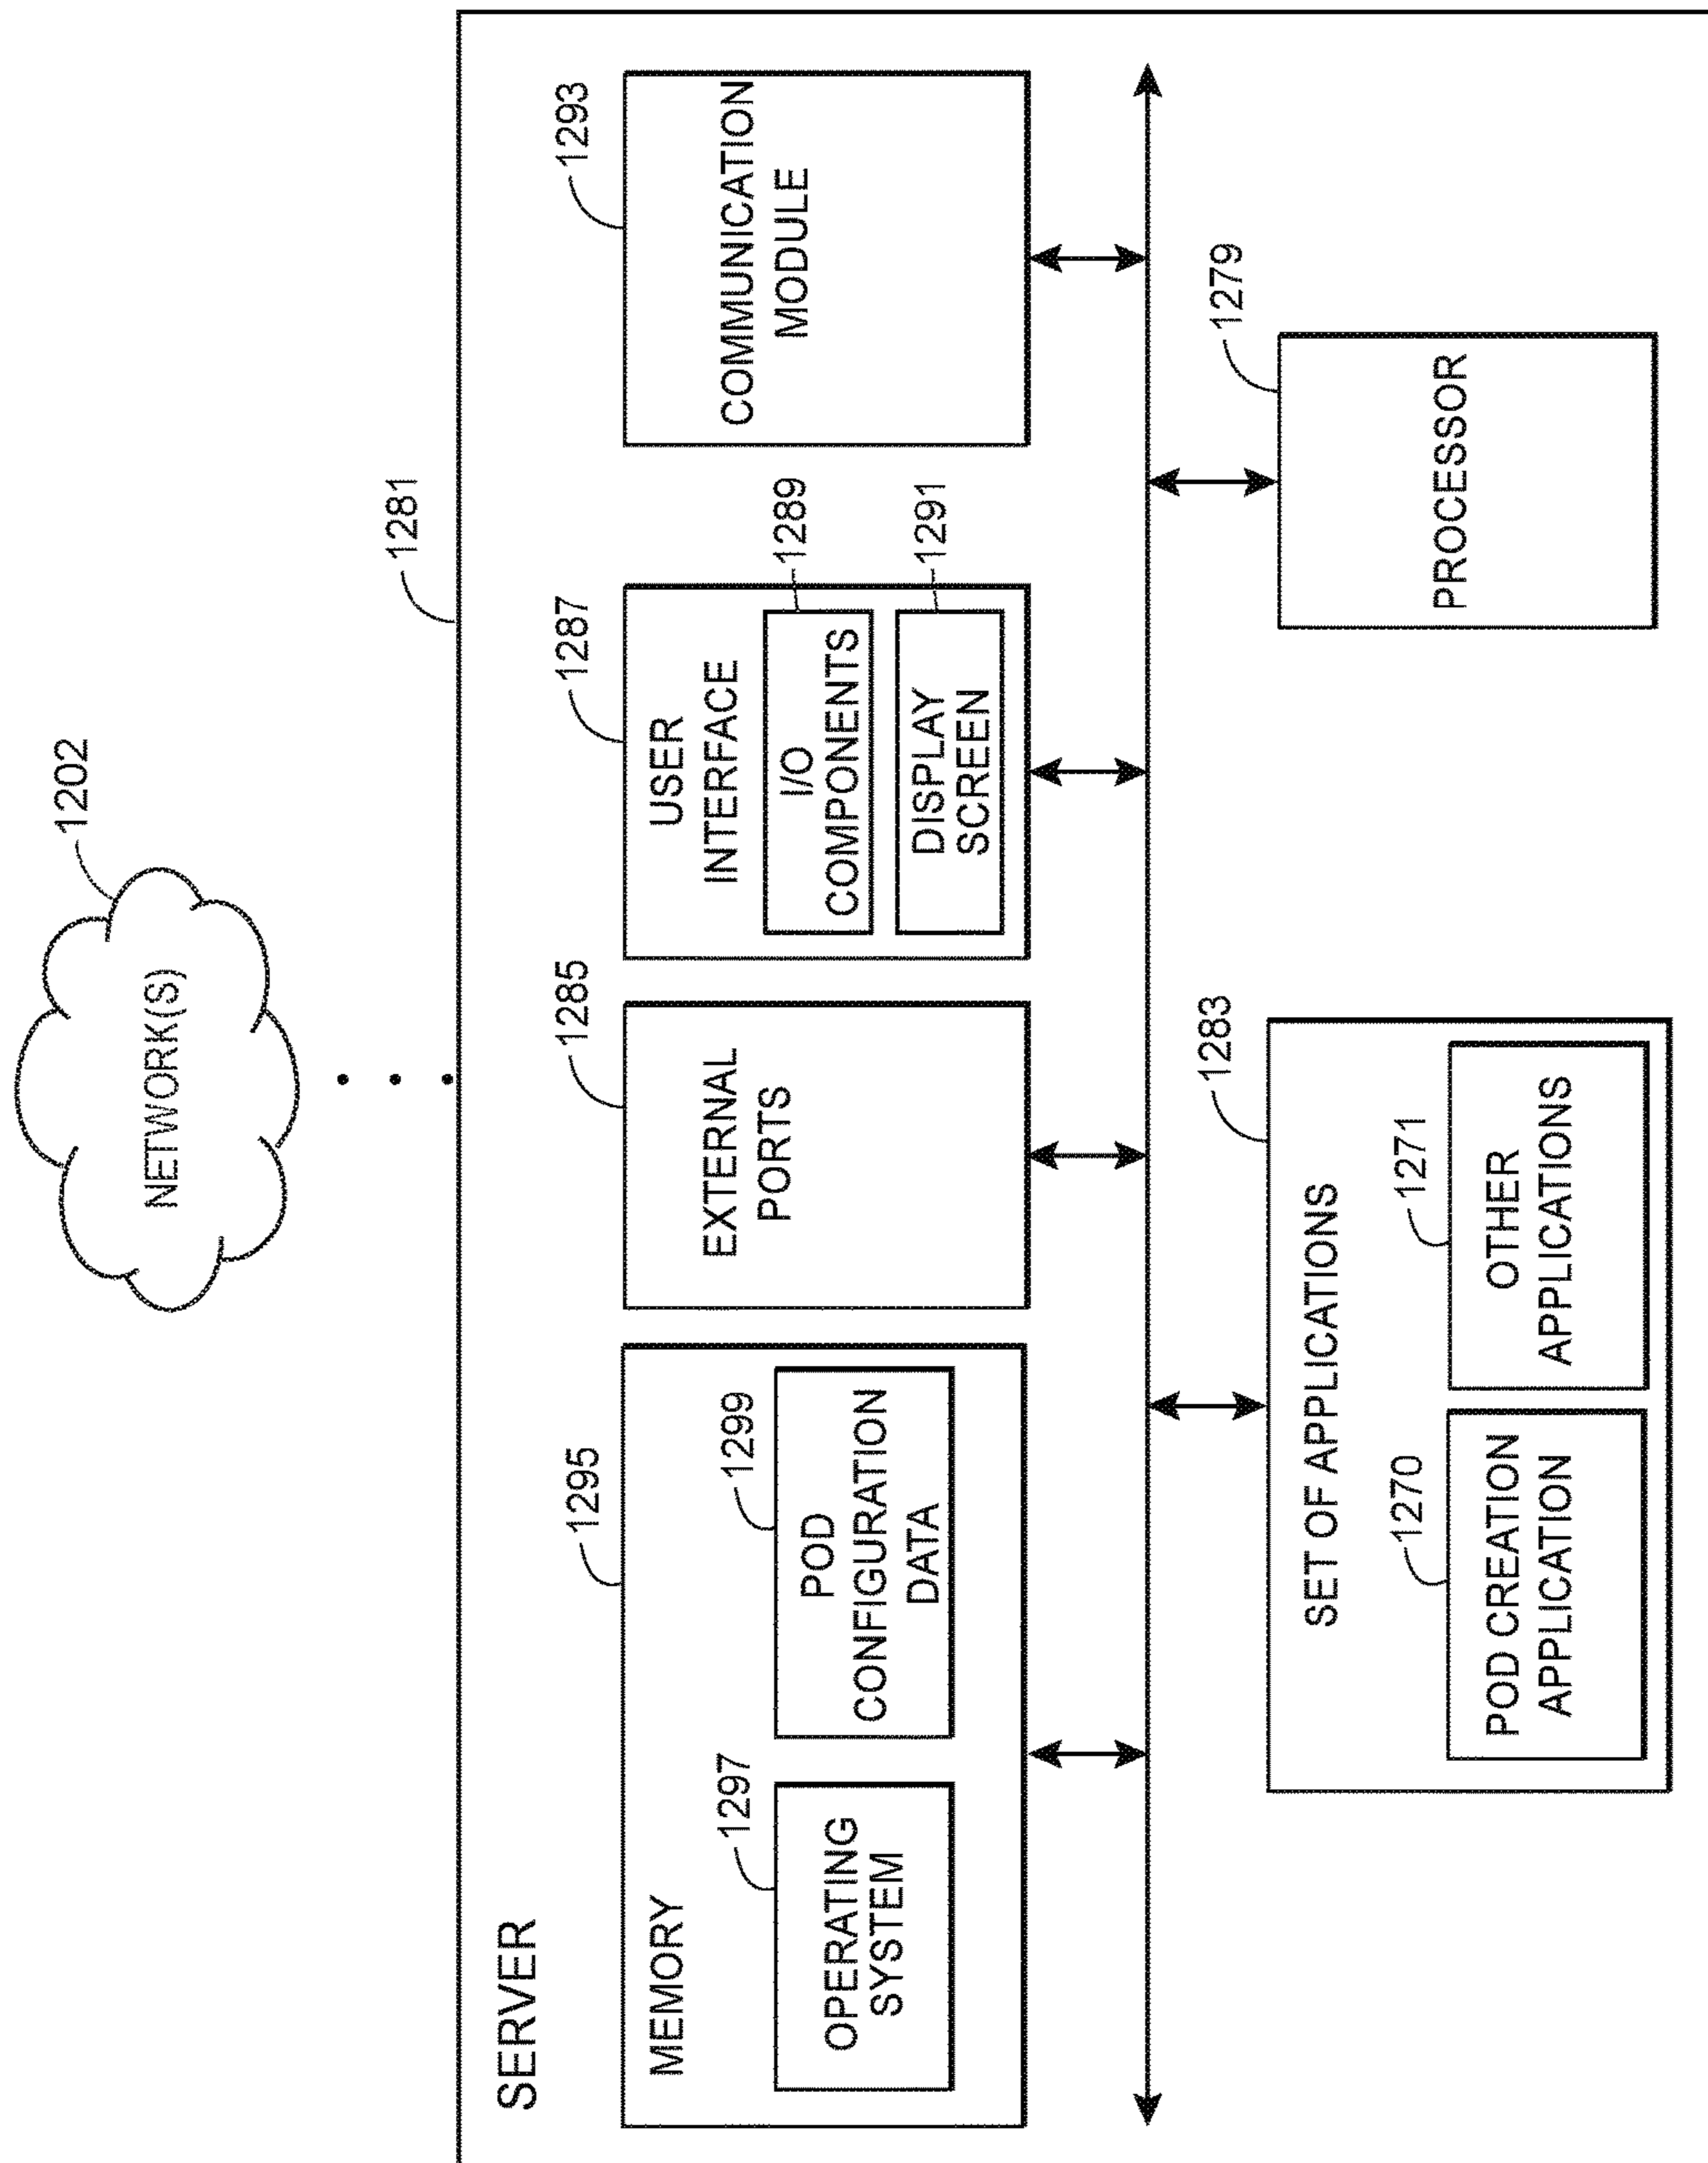 NETWORK(S)
1202
1281
SERVER
1295
MEMORY
1297
OPERATING
SYSTEM
1299
POD
CONFIGURATION
DATA
1285
EXTERNAL
PORTS
1287
USER
INTERFACE
1289
I/O
COMPONENTS
1291
DISPLAY
SCREEN
1293
COMMUNICATION
MODULE
1283
SET OF APPLICATIONS
1270
POD CREATION
APPLICATION
1271
OTHER
APPLICATIONS
1279
PROCESSOR